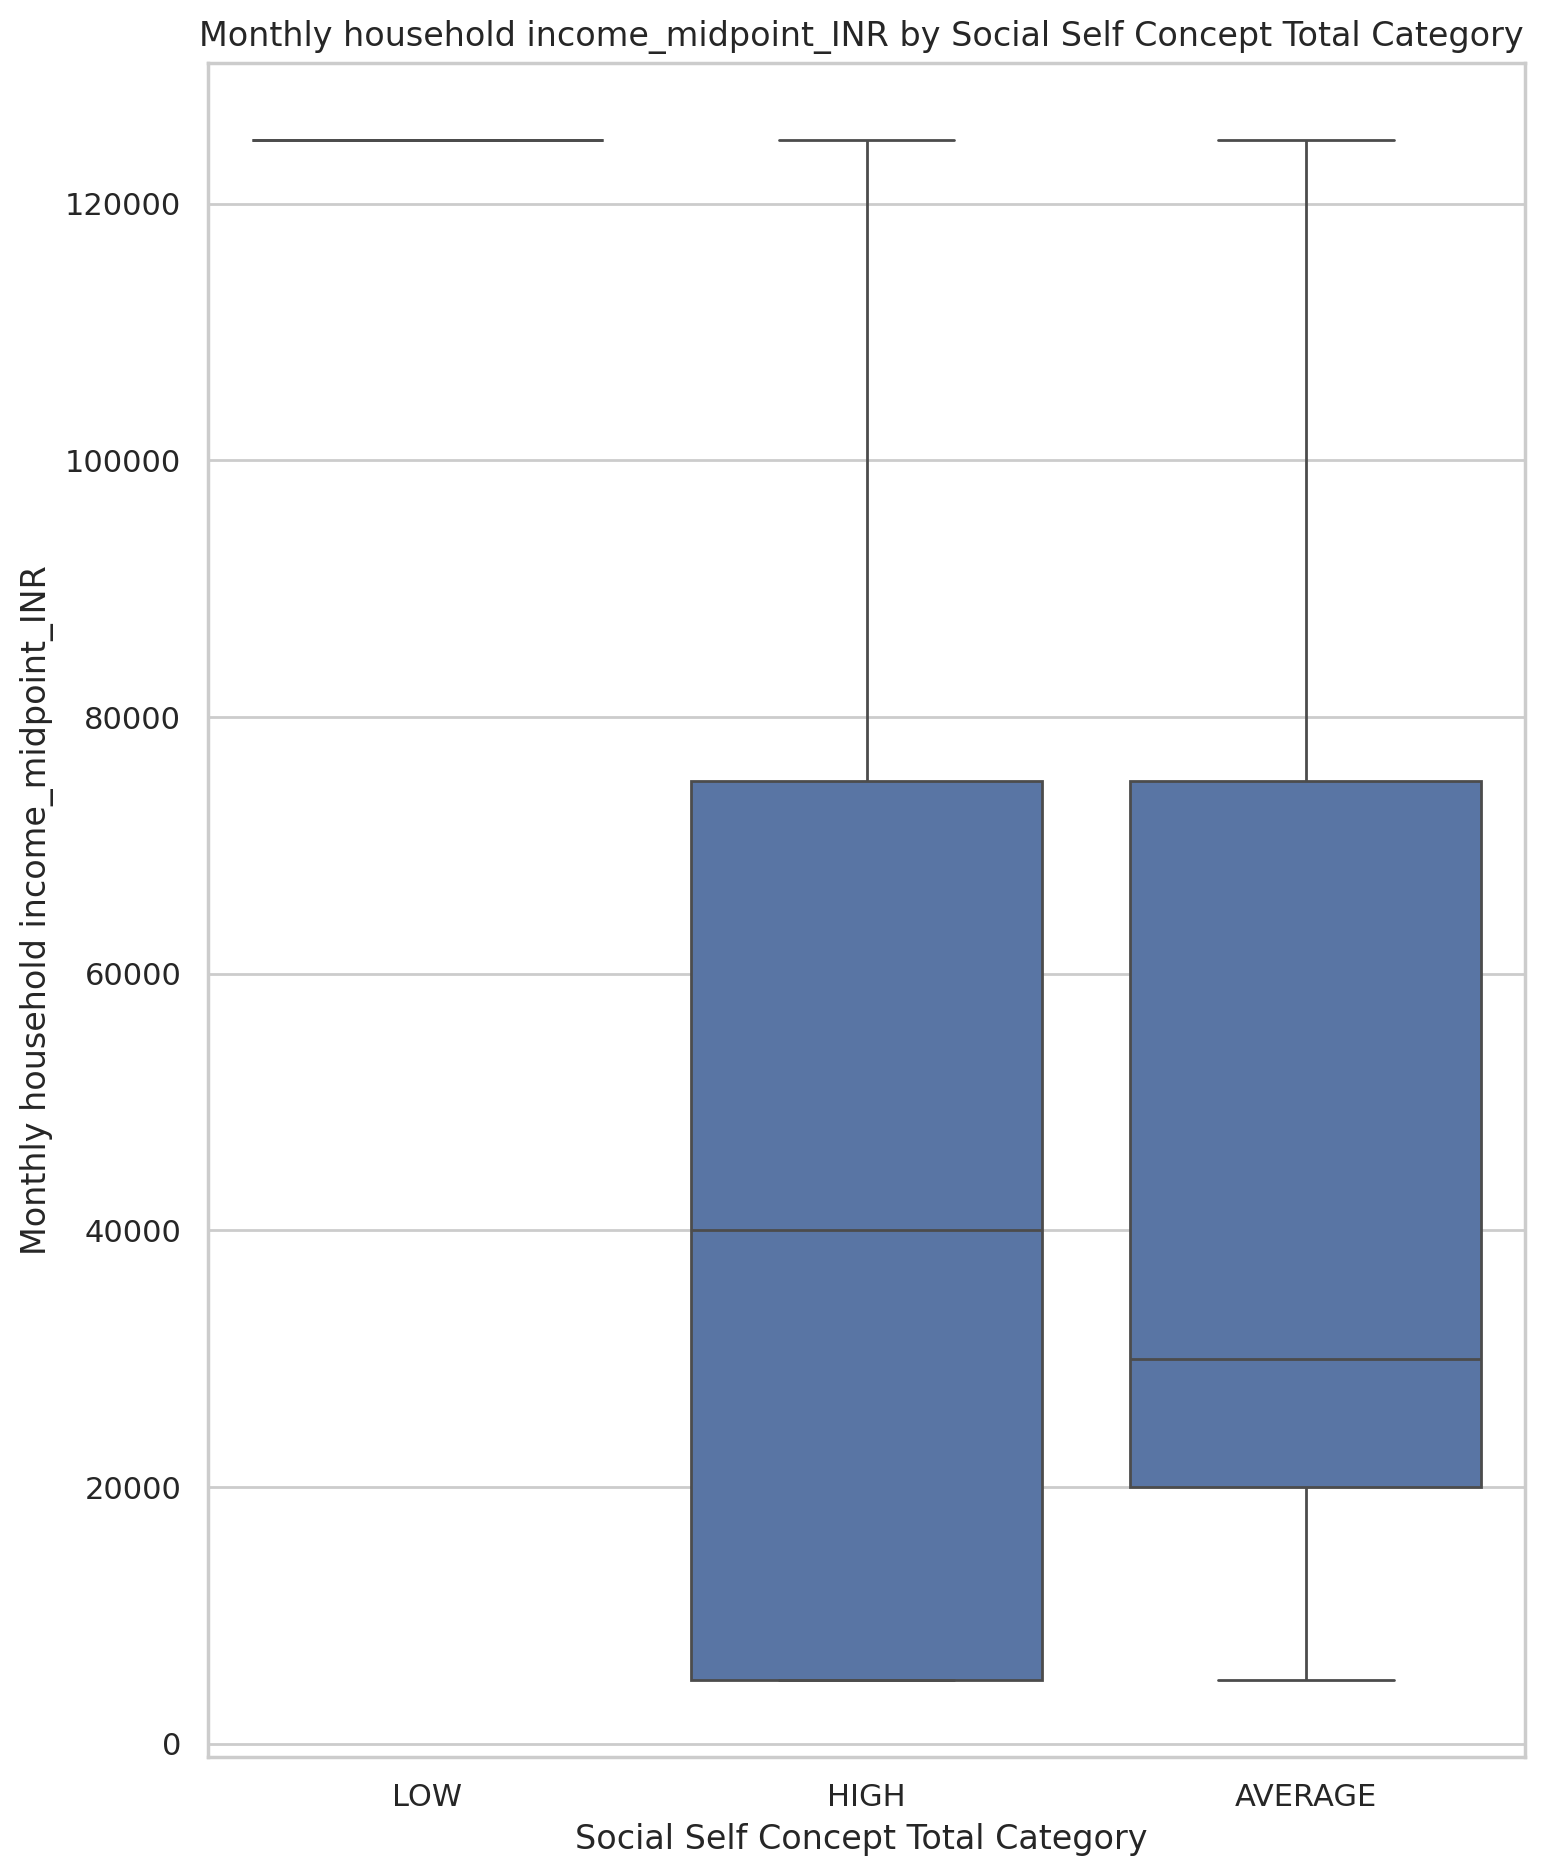 Monthly household income_midpoint_INR by Social Self Concept Total Category
Monthly household income_midpoint_INR
120000
100000
80000
60000
40000
20000
0
LOW HIGH AVERAGE
Social Self Concept Total Category